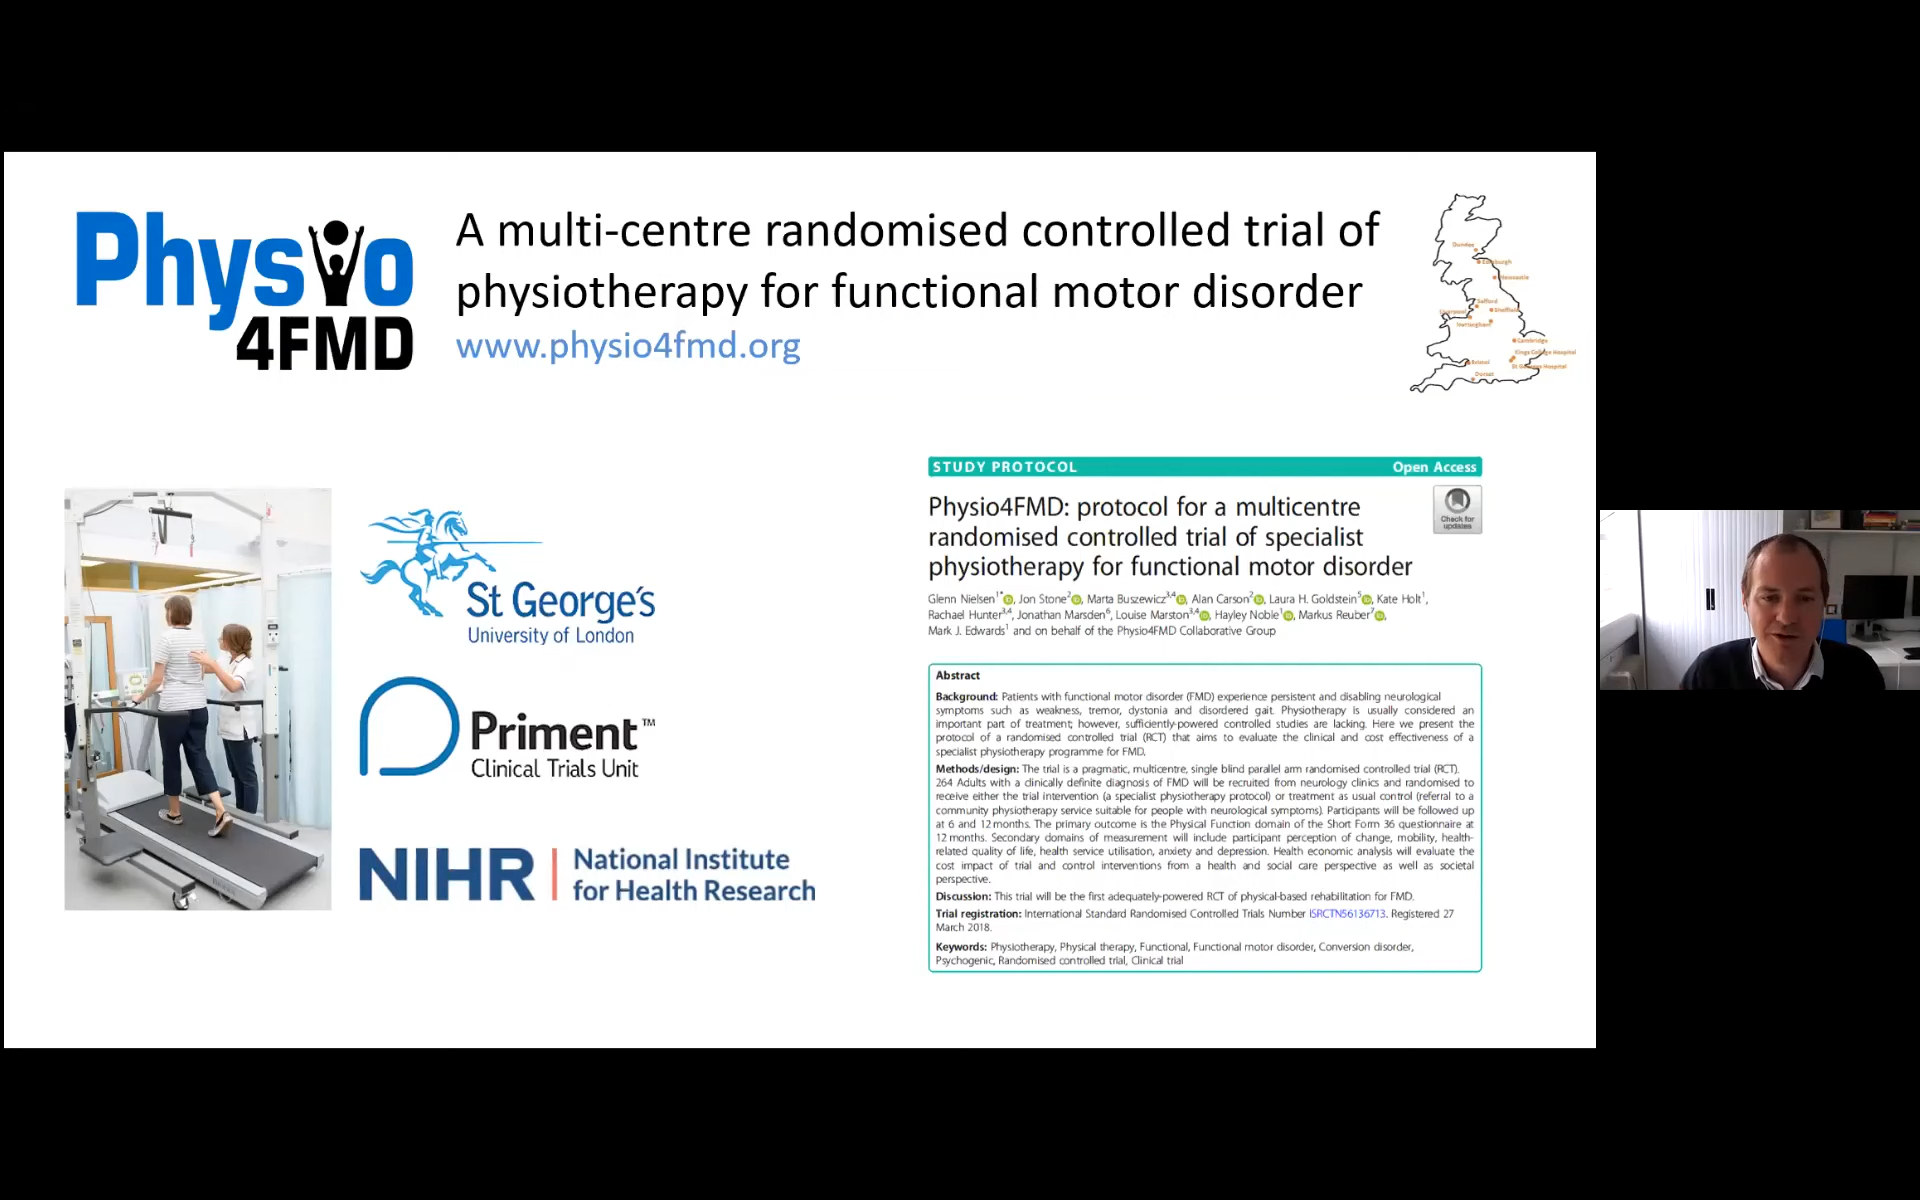 Physio
4FMD
A multi-centre randomised controlled trial of
physiotherapy for functional motor disorder
www.physio4fmd.org
Dundee
Edinburgh
Newcastle
Salford
Liverpool
Sheffield
Cambridge
Kings College Hospital
St Georges Hospital
Bristol
Dorset
St George's
University of London
Priment™
Clinical Trials Unit
NIHR | National Institute
for Health Research
STUDY PROTOCOL Open Access
Physio4FMD: protocol for a multicentre
randomised controlled trial of specialist
physiotherapy for functional motor disorder
Check for
updates
Glenn Nielsen1*, Jon Stone2, Marta Buszewicz3,4, Alan Carson2, Laura H. Goldstein5, Kate Holt1,
Rachael Hunter3,4, Jonathan Marsden6, Louise Marston3,4, Hayley Noble1, Markus Reuber7,
Mark J. Edwards1 and on behalf of the Physio4FMD Collaborative Group
Abstract
Background: Patients with functional motor disorder (FMD) experience persistent and disabling neurological
symptoms such as weakness, tremor, dystonia and disordered gait. Physiotherapy is usually considered an
important part of treatment; however, sufficiently-powered controlled studies are lacking. Here we present the
protocol of a randomised controlled trial (RCT) that aims to evaluate the clinical and cost effectiveness of a
specialist physiotherapy programme for FMD.
Methods/design: The trial is a pragmatic, multicentre, single blind parallel arm randomised controlled trial (RCT).
264 Adults with a clinically definite diagnosis of FMD will be recruited from neurology clinics and randomised to
receive either the trial intervention (a specialist physiotherapy protocol) or treatment as usual control (referral to a
community physiotherapy service suitable for people with neurological symptoms). Participants will be followed up
at 6 and 12 months. The primary outcome is the Physical Function domain of the Short Form 36 questionnaire at
12 months. Secondary domains of measurement will include participant perception of change, mobility, health-
related quality of life, health service utilisation, anxiety and depression. Health economic analysis will evaluate the
cost impact of trial and control interventions from a health and social care perspective as well as societal
perspective.
Discussion: This trial will be the first adequately-powered RCT of physical-based rehabilitation for FMD.
Trial registration: International Standard Randomised Controlled Trials Number ISRCTN56136713. Registered 27
March 2018.
Keywords: Physiotherapy, Physical therapy, Functional, Functional motor disorder, Conversion disorder,
Psychogenic, Randomised controlled trial, Clinical trial